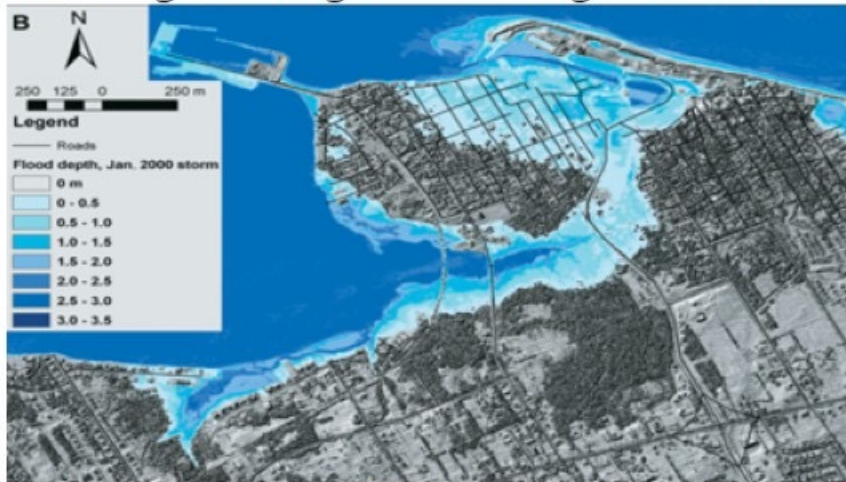 B
N
250 125 0 250 m
Legend
Roads
Flood depth, Jan. 2000 storm
0 m
0 - 0.5
0.5 - 1.0
1.0 - 1.5
1.5 - 2.0
2.0 - 2.5
2.5 - 3.0
3.0 - 3.5